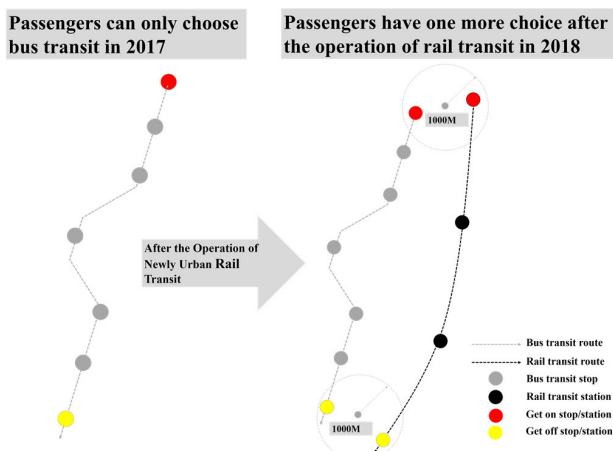 Passengers can only choose
bus transit in 2017
Passengers have one more choice after
the operation of rail transit in 2018
1000M
After the Operation of
Newly Urban Rail
Transit
1000M
Bus transit route
Rail transit route
Bus transit stop
Rail transit station
Get on stop/station
Get off stop/station